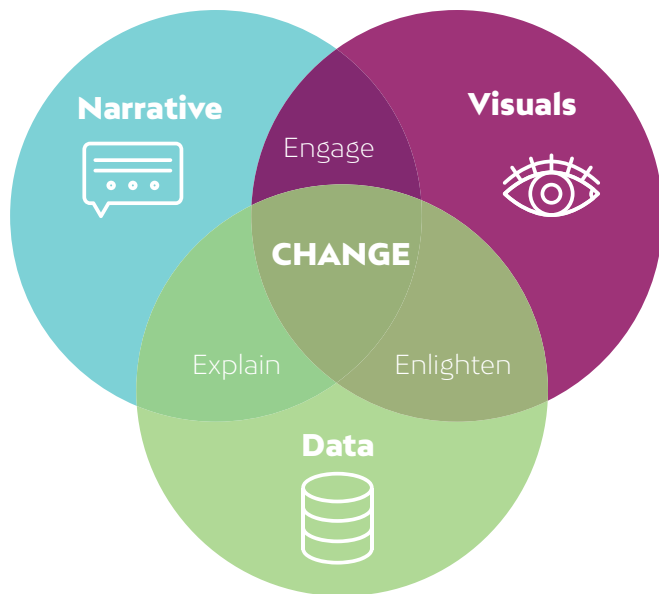 Narrative
Visuals
Engage
CHANGE
Explain
Enlighten
Data